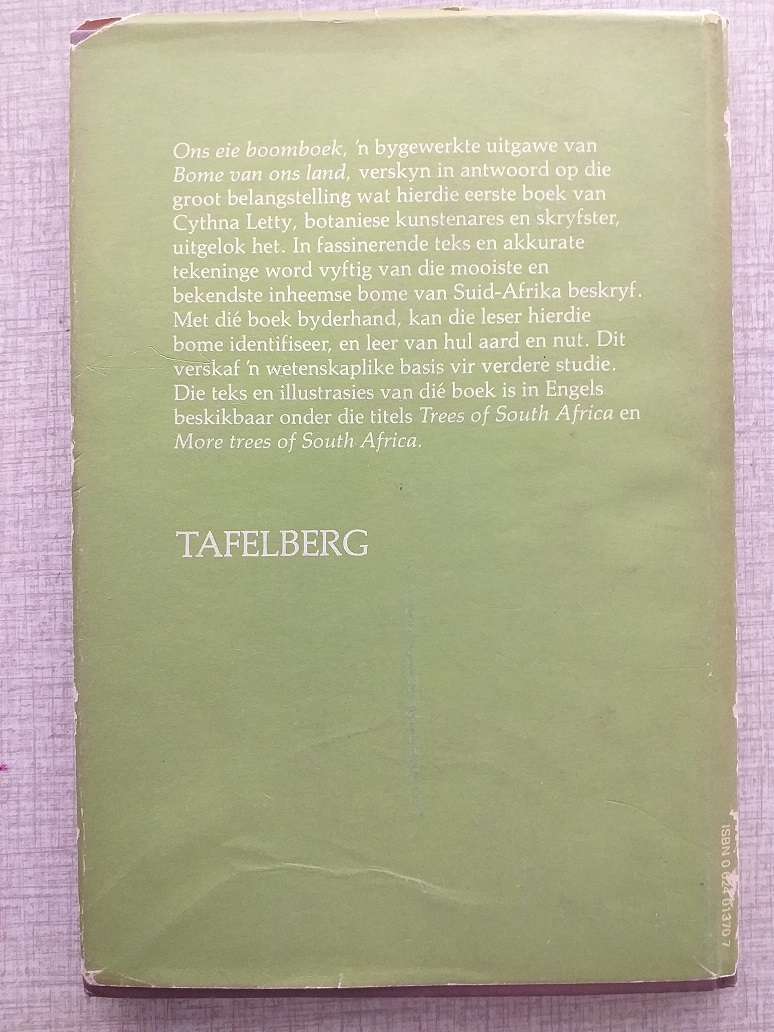 Ons eie boomboek, 'n bygewerkte uitgawe van
Bome van ons land, verskyn in antwoord op die
groot belangstelling wat hierdie eerste boek van
Cythna Letty, botaniese kunstenares en skryfster,
uitgelok het. In fassinerende teks en akkurate
tekeninge word vyftig van die mooiste en
bekendste inheemse bome van Suid-Afrika beskryf.
Met dié boek byderhand, kan die leser hierdie
bome identifiseer, en leer van hul aard en nut. Dit
verskaf 'n wetenskaplike basis vir verdere studie.
Die teks en illustrasies van dié boek is in Engels
beskikbaar onder die titels Trees of South Africa en
More trees of South Africa.
TAFELBERG
ISBN 0 624 01370 7